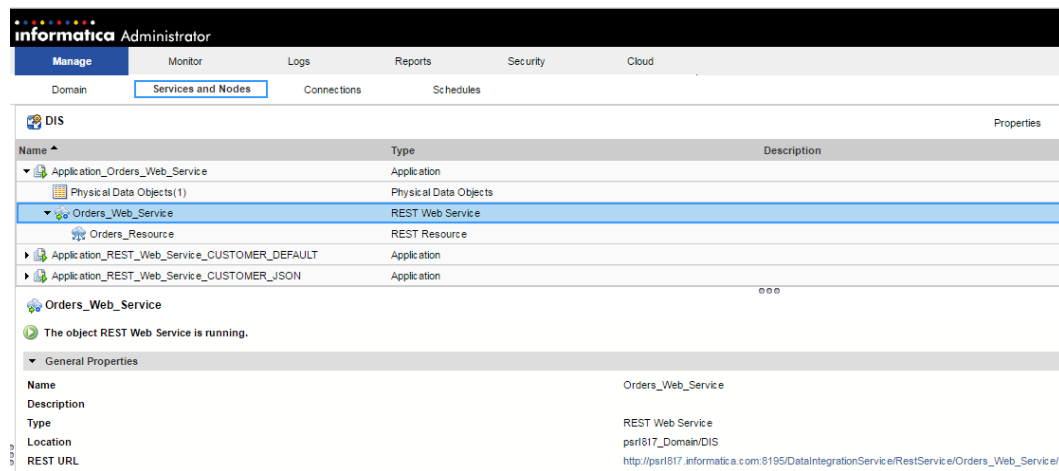 informatica Administrator
Manage Monitor Logs Reports Security Cloud
Domain Services and Nodes Connections Schedules
DIS Properties
Name Type Description
Application_Orders_Web_Service Application
Physical Data Objects(1) Physical Data Objects
Orders_Web_Service REST Web Service
Orders_Resource REST Resource
Application_REST_Web_Service_CUSTOMER_DEFAULT Application
Application_REST_Web_Service_CUSTOMER_JSON Application
Orders_Web_Service
The object REST Web Service is running.
General Properties
Name Orders_Web_Service
Description
Type REST Web Service
Location psrl817_Domain/DIS
REST URL http://psrl817.informatica.com:8195/DataIntegrationService/RestService/Orders_Web_Service/